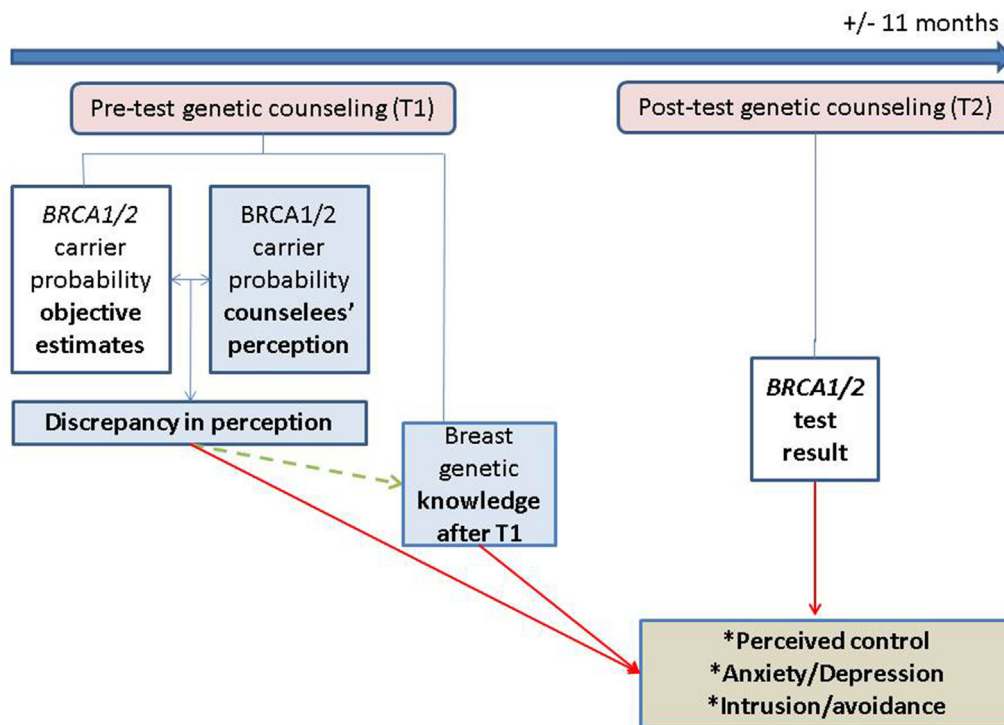 +/- 11 months
Pre-test genetic counseling (T1)
Post-test genetic counseling (T2)
BRCA1/2
carrier
probability
objective
estimates
BRCA1/2
carrier
probability
counselees’
perception
Discrepancy in perception
Breast
genetic
knowledge
after T1
BRCA1/2
test
result
*Perceived control
*Anxiety/Depression
*Intrusion/avoidance